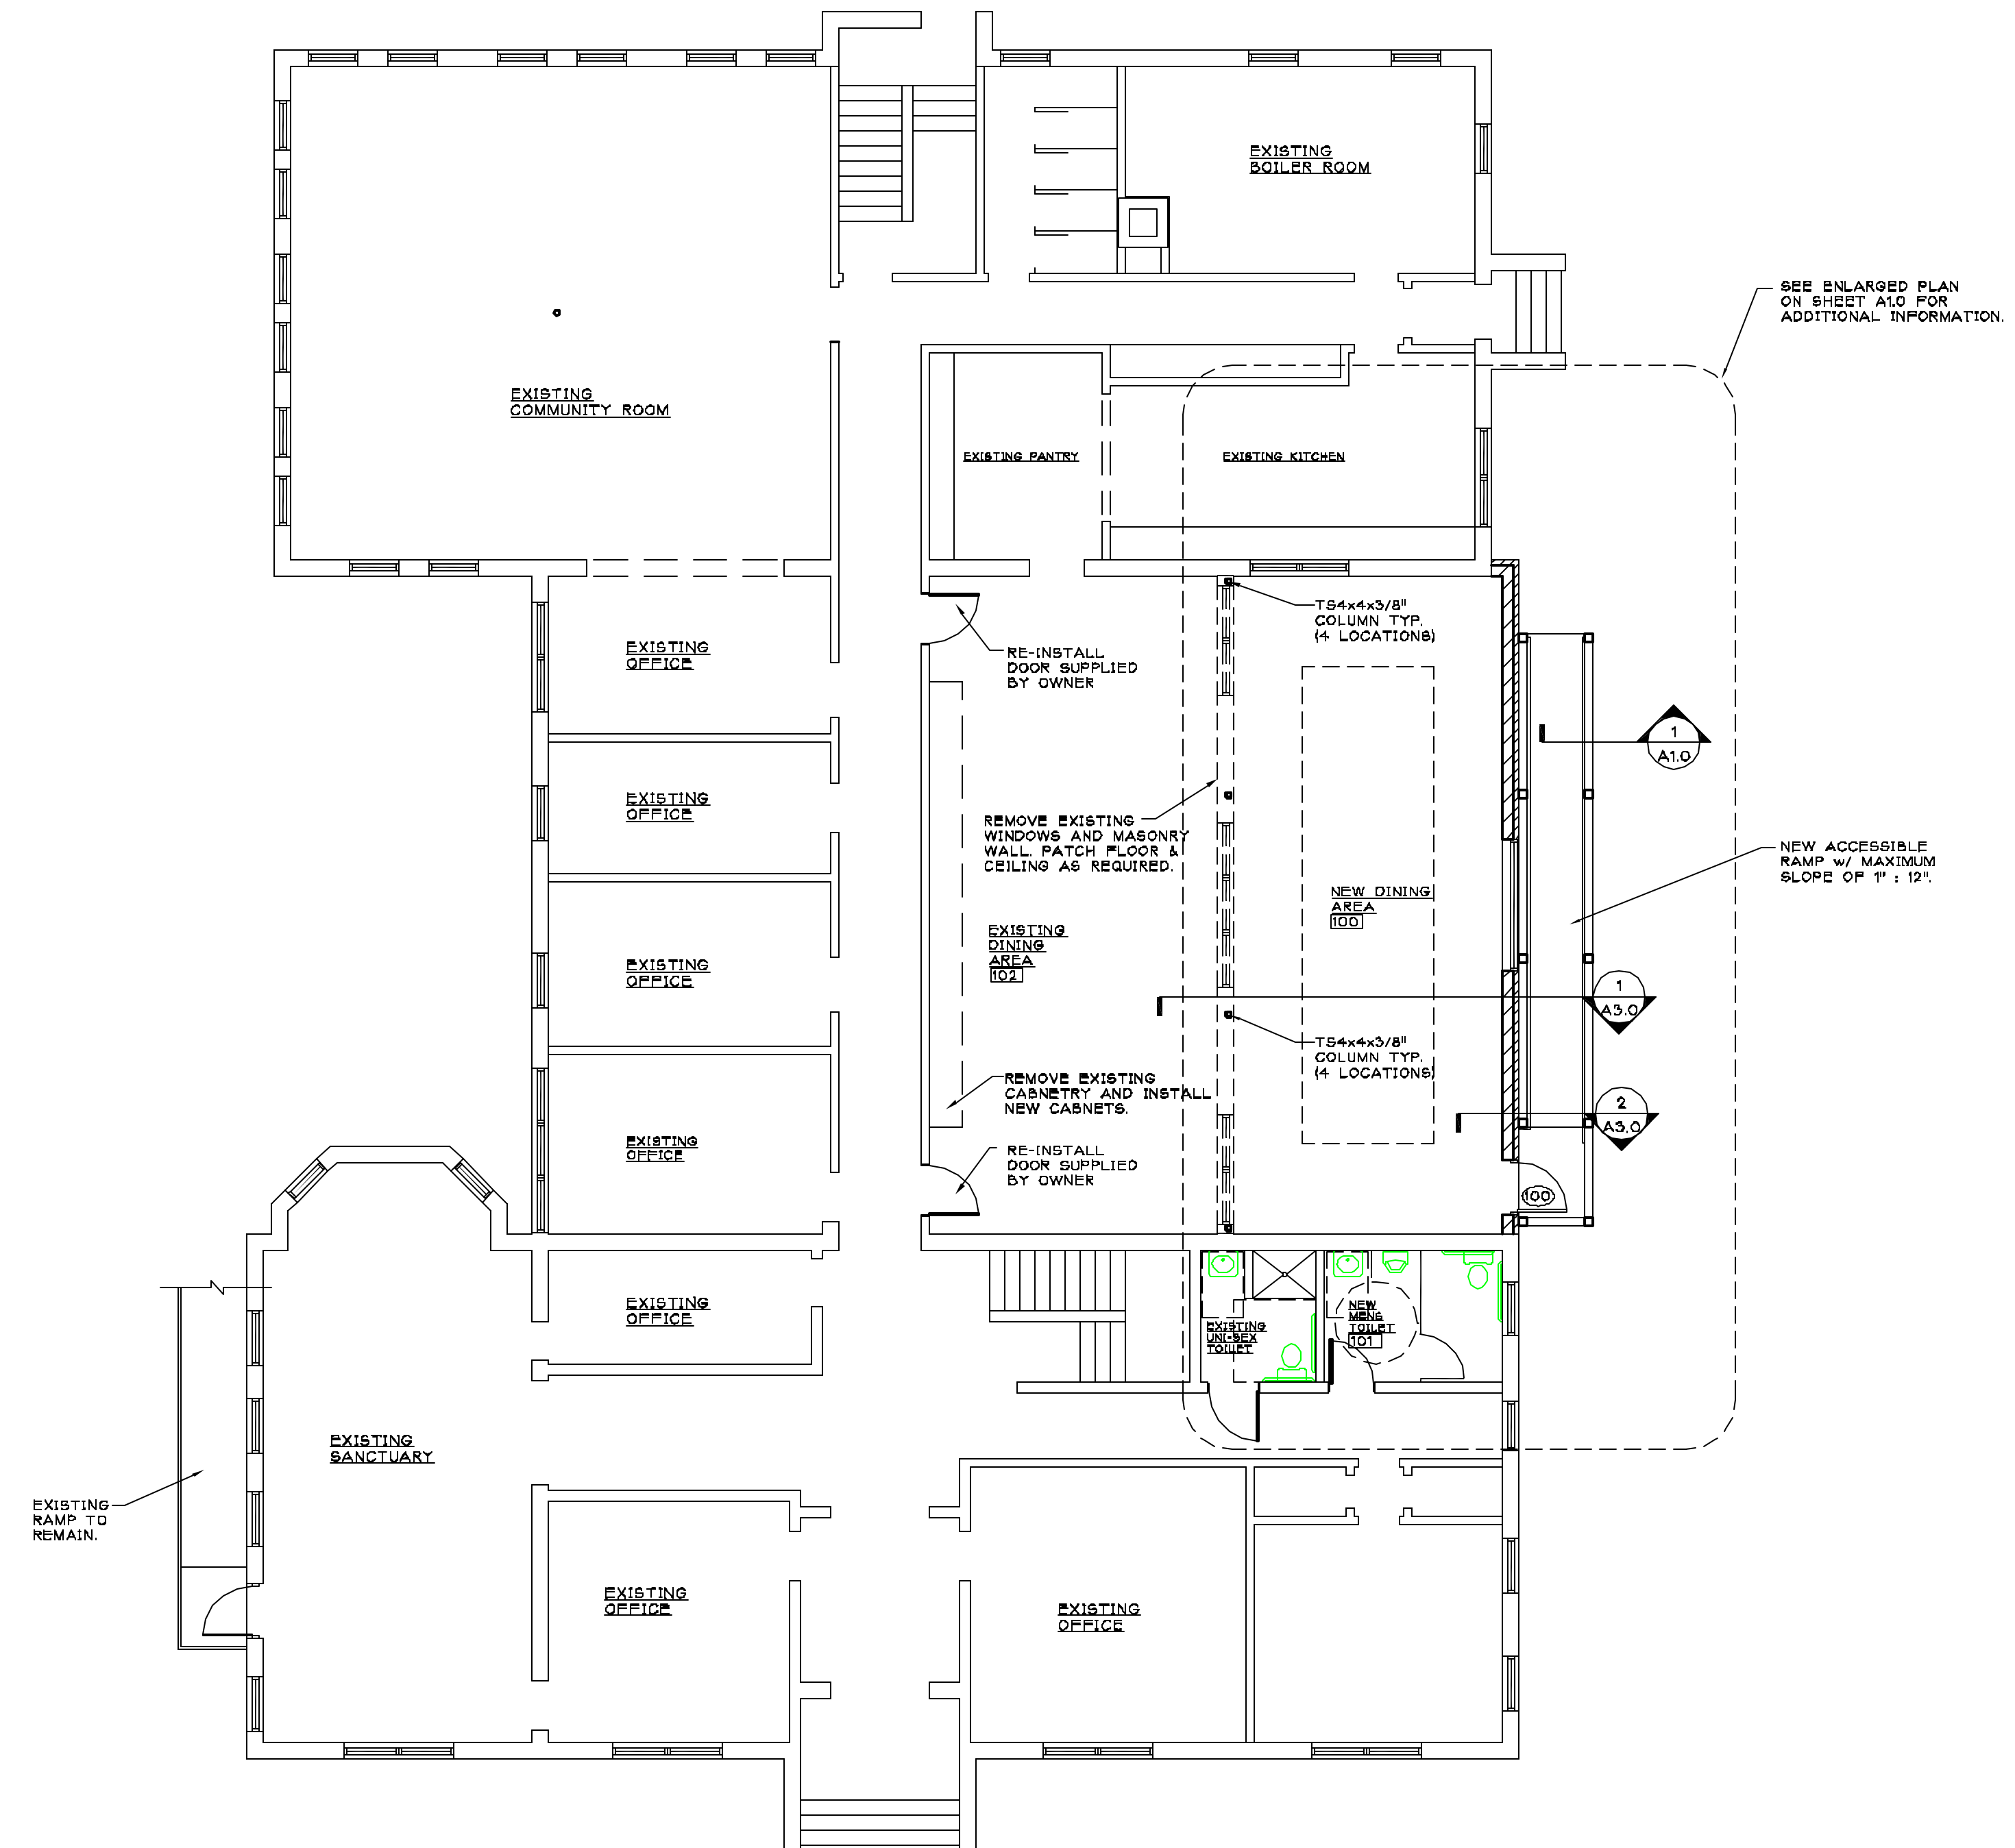 EXISTING
BOILER ROOM
SEE ENLARGED PLAN
ON SHEET A1.0 FOR
ADDITIONAL INFORMATION.
EXISTING
COMMUNITY ROOM
EXISTING PANTRY
EXISTING KITCHEN
TS4x4x3/8"
COLUMN TYP.
(4 LOCATIONS)
EXISTING
OFFICE
RE-INSTALL
DOOR SUPPLIED
BY OWNER
1
A1.0
EXISTING
OFFICE
REMOVE EXISTING
WINDOWS AND MASONRY
WALL. PATCH FLOOR &
CEILING AS REQUIRED.
NEW ACCESSIBLE
RAMP w/ MAXIMUM
SLOPE OF 1" : 12".
NEW DINING
AREA
100
EXISTING
DINING
AREA
102
EXISTING
OFFICE
1
A3.0
TS4x4x3/8"
COLUMN TYP.
(4 LOCATIONS)
REMOVE EXISTING
CABNETRY AND INSTALL
NEW CABNETS.
2
A3.0
EXISTING
OFFICE
RE-INSTALL
DOOR SUPPLIED
BY OWNER
100
EXISTING
OFFICE
EXISTING
UNI-SEX
TOILET
NEW
MENS
TOILET
101
EXISTING
SANCTUARY
EXISTING
RAMP TO
REMAIN.
EXISTING
OFFICE
EXISTING
OFFICE